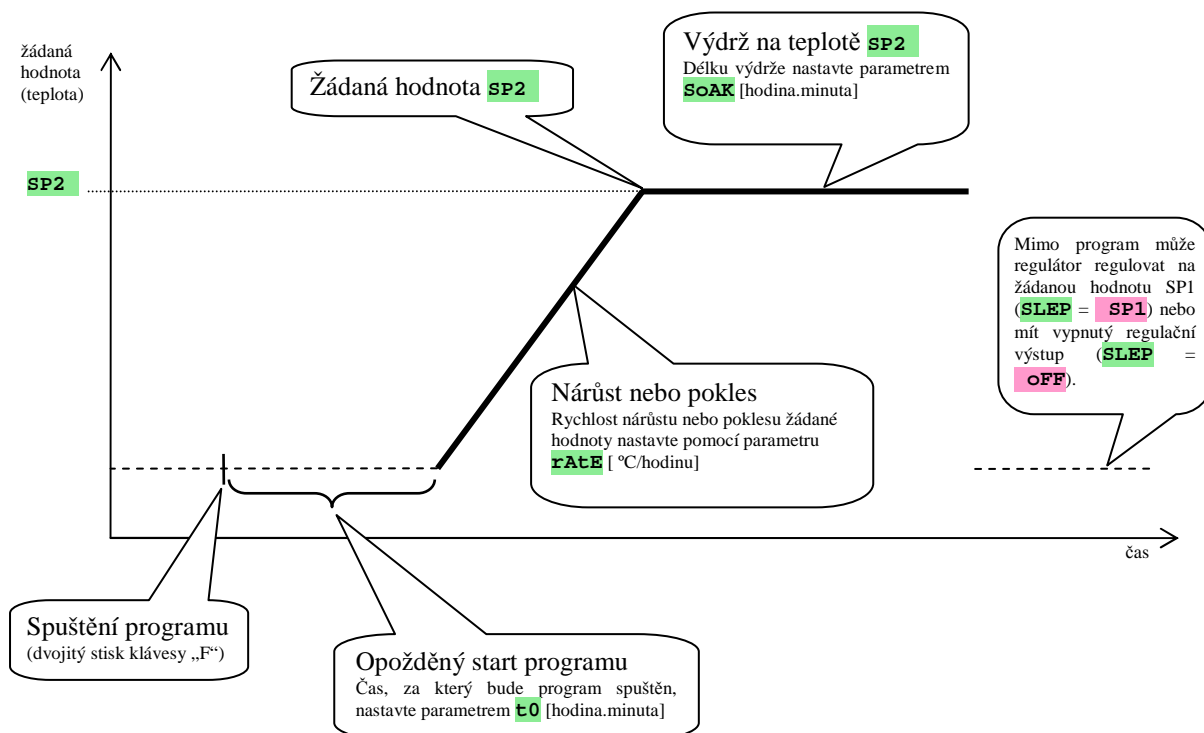 žádaná
hodnota
(teplota)
Žádaná hodnota SP2
Výdrž na teplotě SP2
Délku výdrže nastavte parametrem
SoAK [hodina.minuta]
SP2
Mimo program může
regulátor regulovat na
žádanou hodnotu SP1
(SLEP = SP1) nebo
mít vypnutý regulační
výstup (SLEP =
oFF).
Nárůst nebo pokles
Rychlost nárůstu nebo poklesu žádané
hodnoty nastavte pomocí parametru
rAtE [ ºC/hodinu]
čas
Spuštění programu
(dvojitý stisk klávesy „F“)
Opožděný start programu
Čas, za který bude program spuštěn,
nastavte parametrem t0 [hodina.minuta]